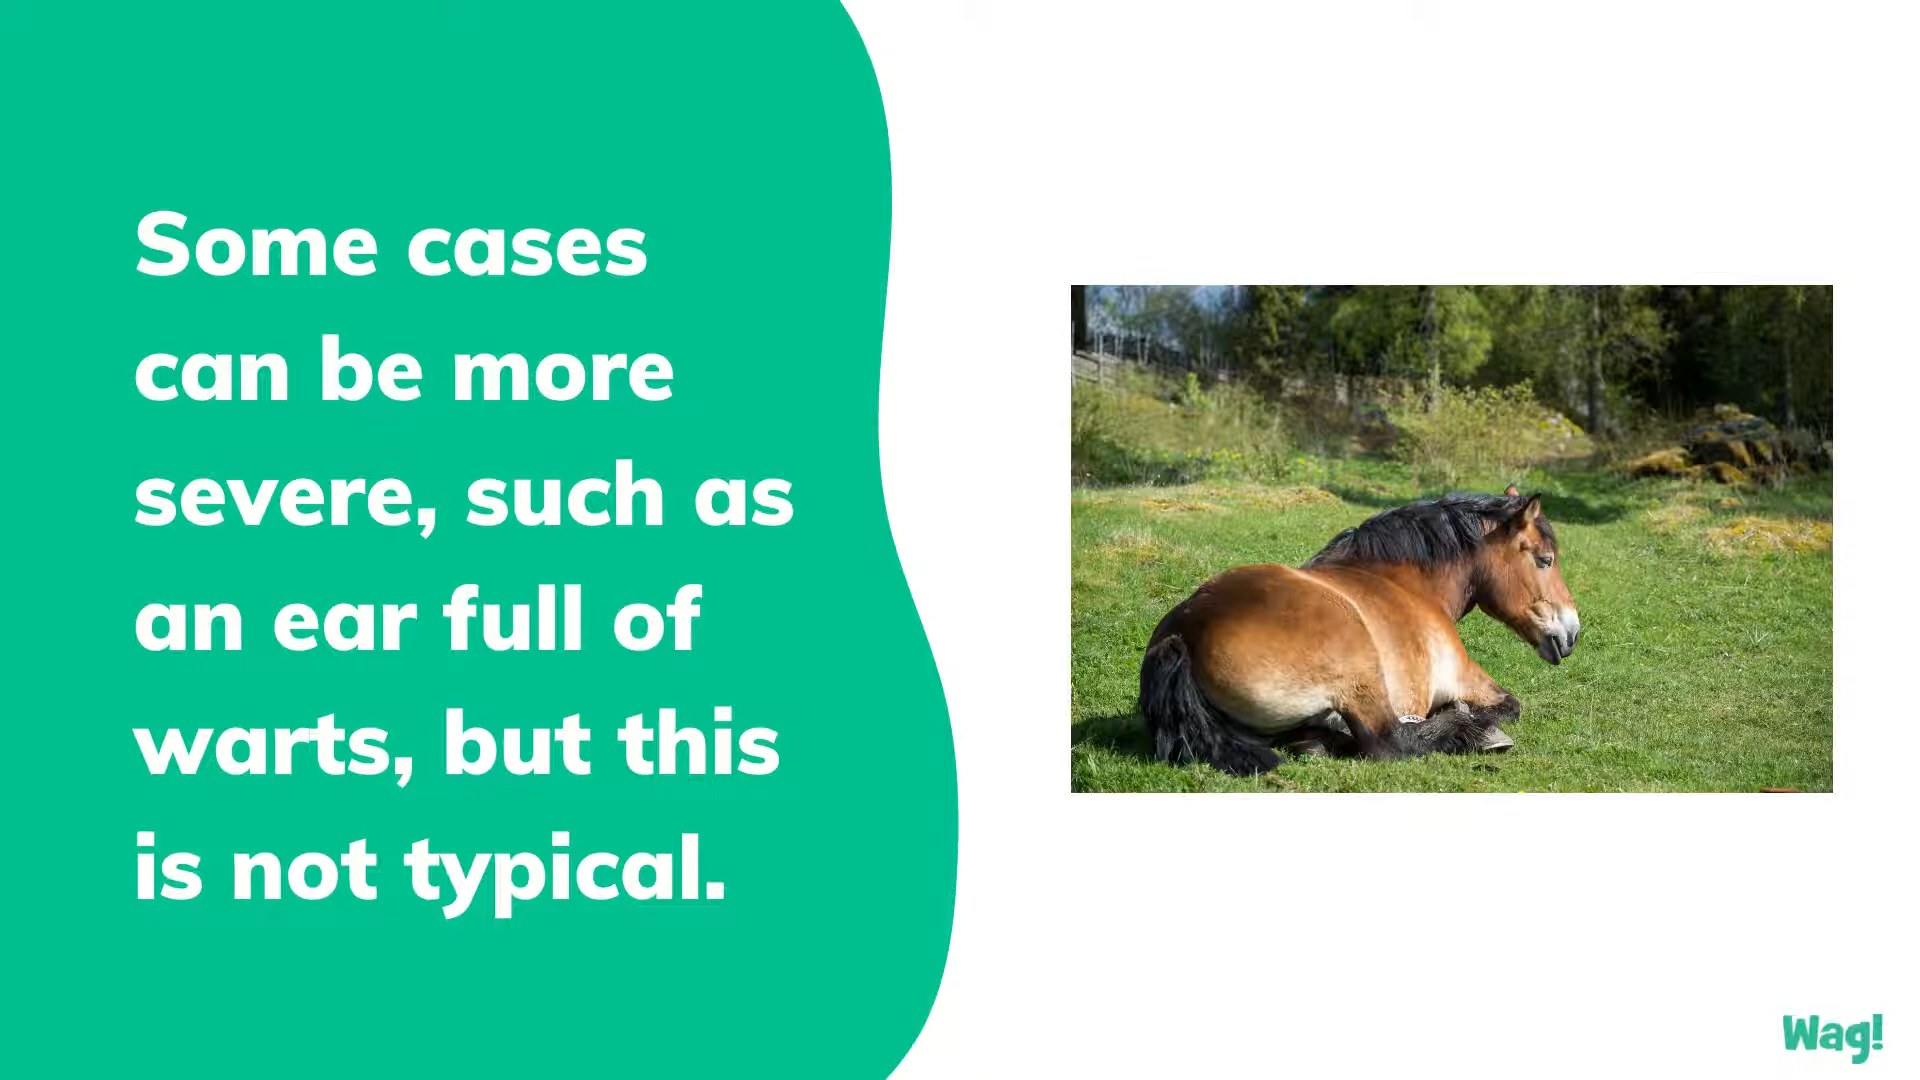 Some cases
can be more
severe, such as
an ear full of
warts, but this
is not typical.
Wag!